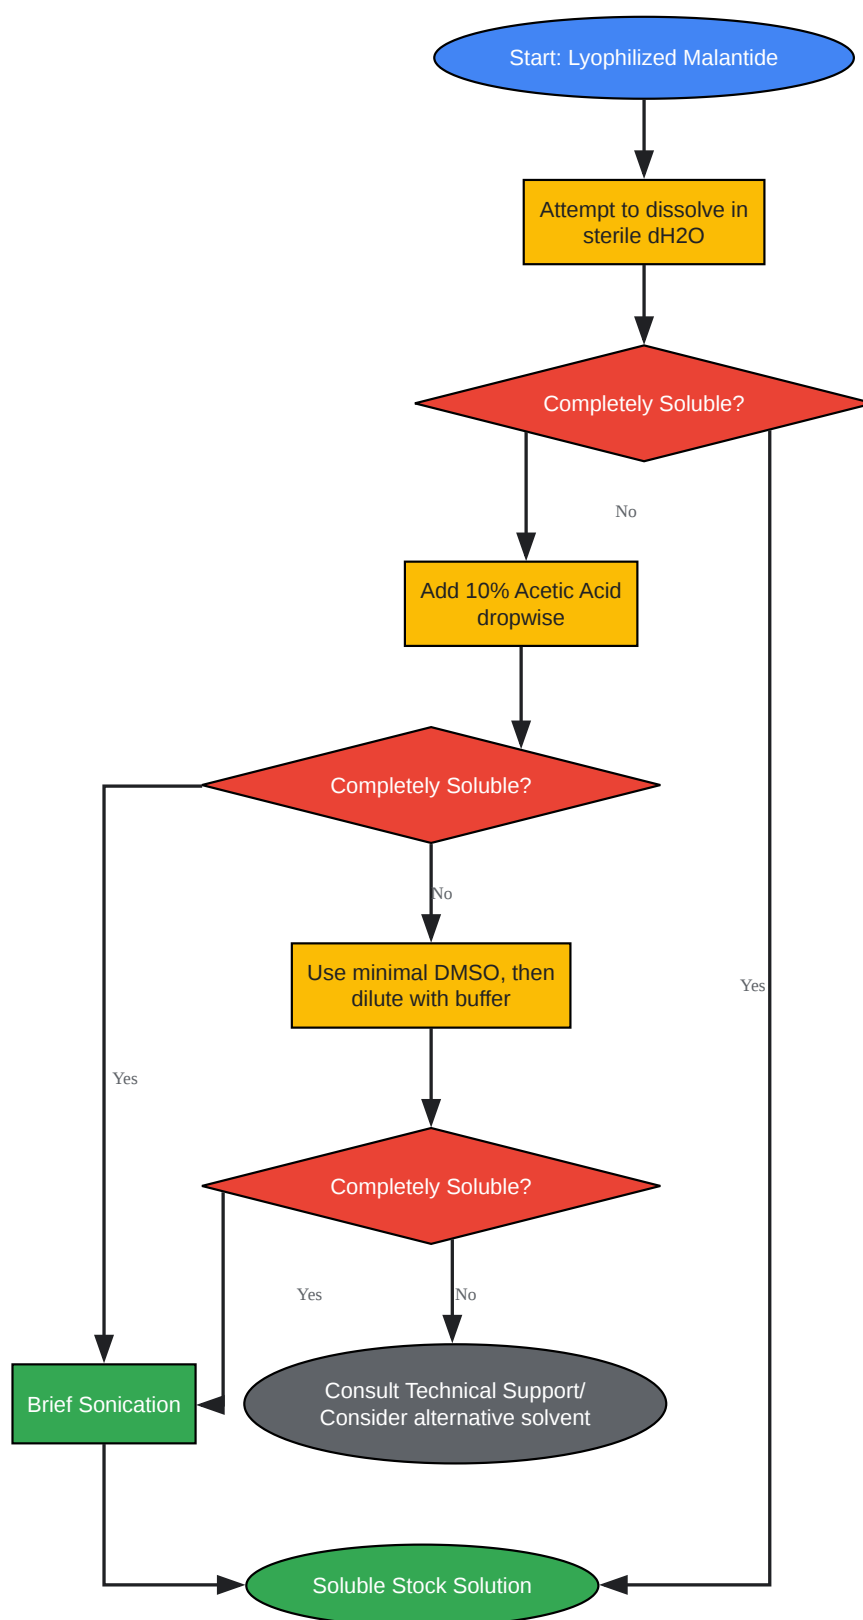 Start: Lyophilized Malantide
Attempt to dissolve in
sterile dH2O
Completely Soluble?
No
Add 10% Acetic Acid
dropwise
Completely Soluble?
No
Use minimal DMSO, then
dilute with buffer
Yes
Yes
Completely Soluble?
Yes
No
Brief Sonication
Consult Technical Support/
Consider alternative solvent
Soluble Stock Solution